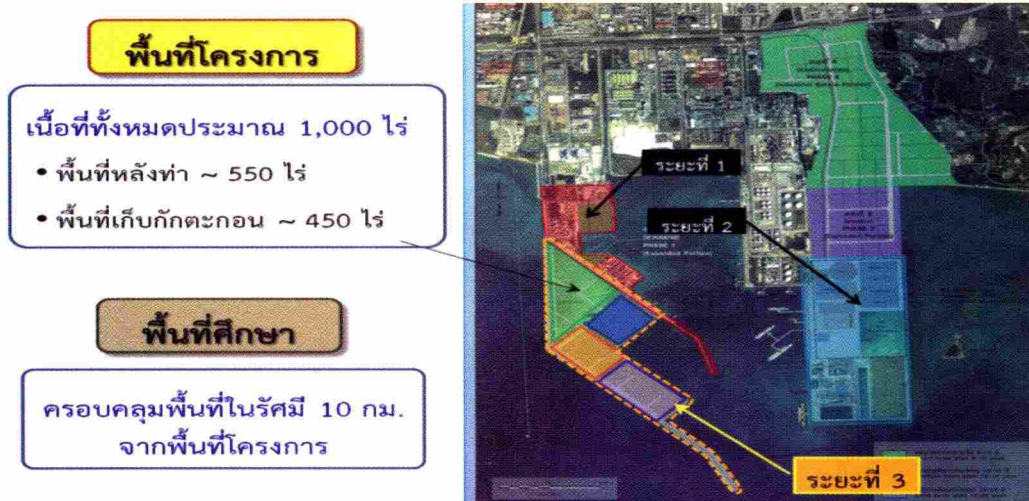 พื้นที่โครงการ
เนื้อที่ทั้งหมดประมาณ 1,000 ไร่
• พื้นที่หลังท่า ~ 550 ไร่
• พื้นที่เก็บกักตะกอน ~ 450 ไร่
พื้นที่ศึกษา
ครอบคลุมพื้นที่ในรัศมี 10 กม.
จากพื้นที่โครงการ
ระยะที่ 1
ระยะที่ 2
ระยะที่ 3